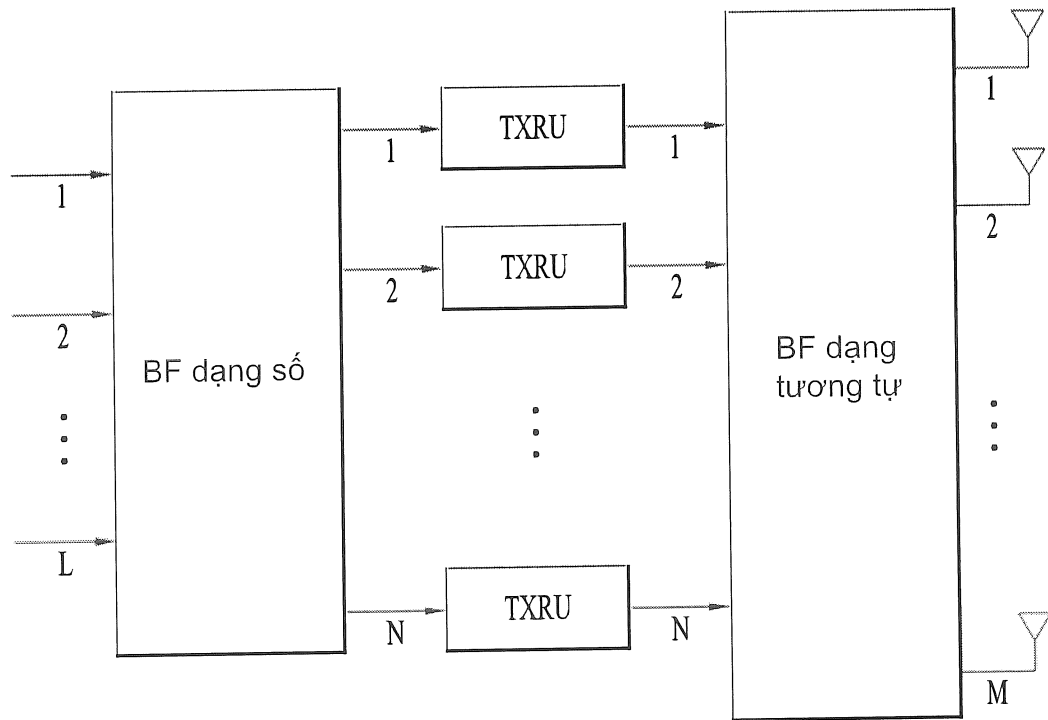 1
2
L
BF dạng số
1
2
N
TXRU
TXRU
TXRU
1
2
N
BF dạng
tương tự
1
2
M